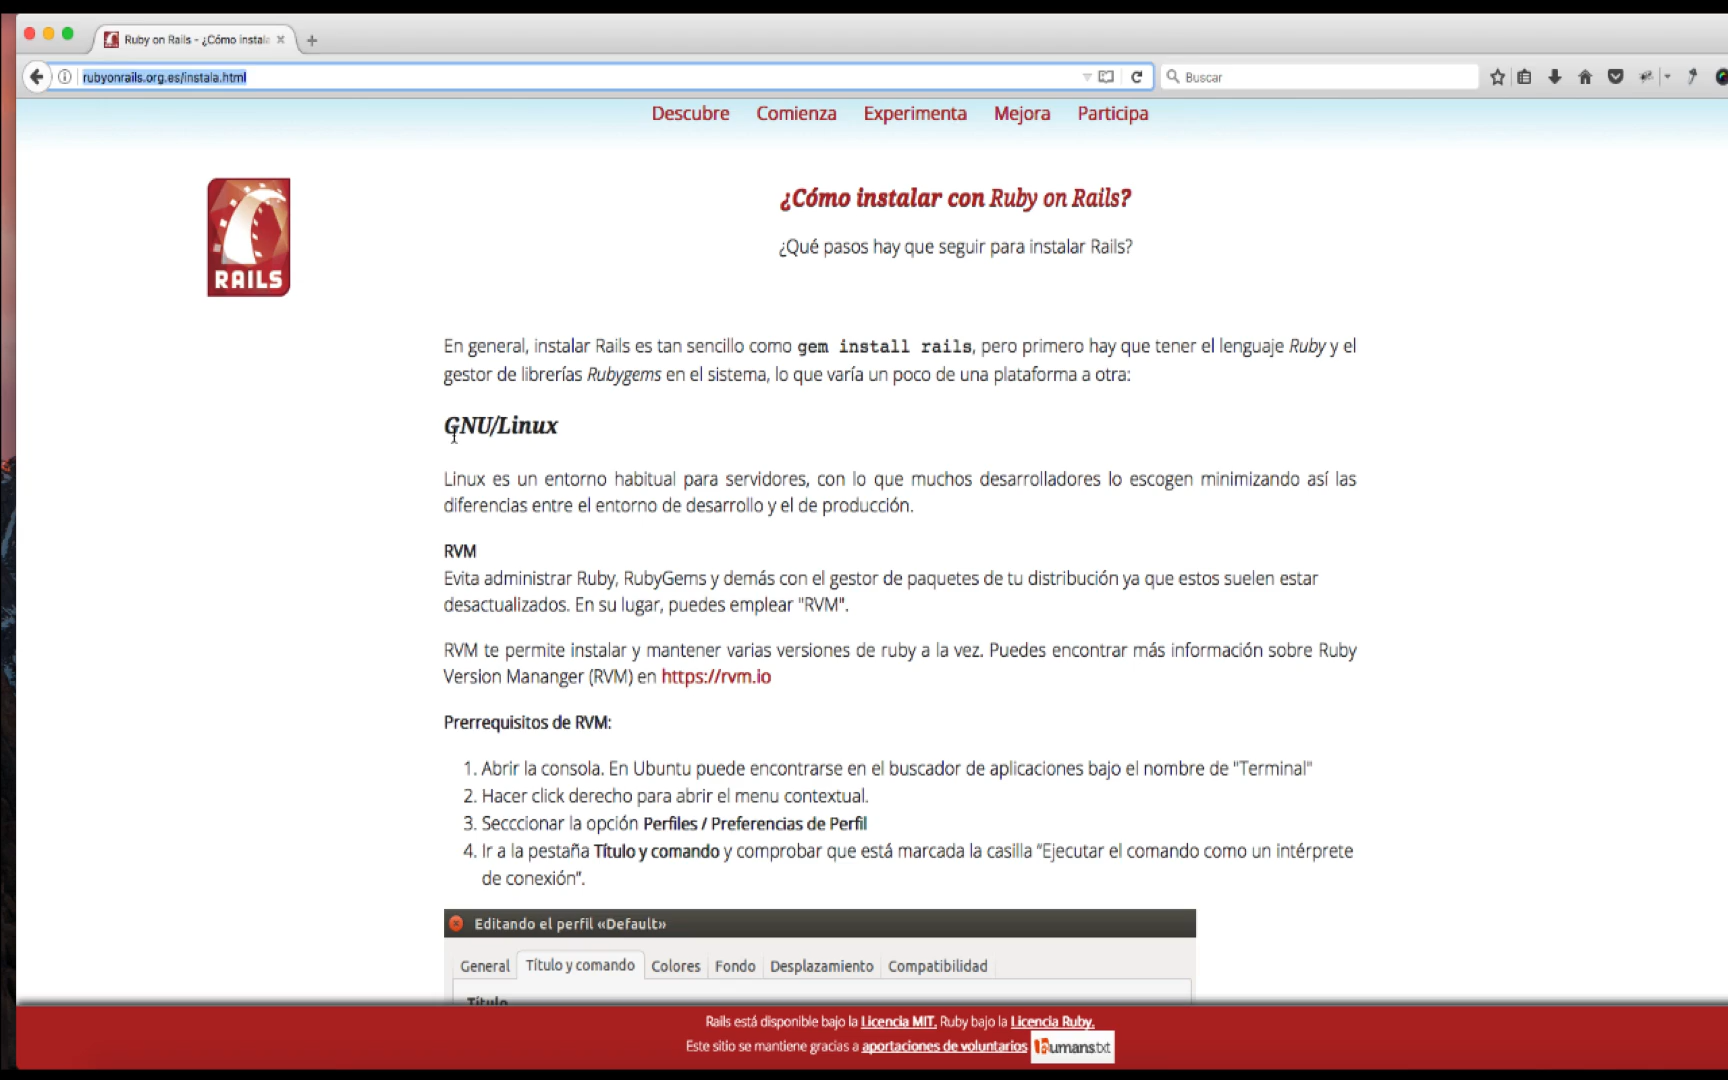 Ruby on Rails - ¿Cómo instala
rubyonrails.org.es/instala.html
Buscar
Descubre Comienza Experimenta Mejora Participa
RAILS
¿Cómo instalar con Ruby on Rails?
¿Qué pasos hay que seguir para instalar Rails?
En general, instalar Rails es tan sencillo como gem install rails, pero primero hay que tener el lenguaje Ruby y el
gestor de librerías Rubygems en el sistema, lo que varía un poco de una plataforma a otra:
GNU/Linux
Linux es un entorno habitual para servidores, con lo que muchos desarrolladores lo escogen minimizando así las
diferencias entre el entorno de desarrollo y el de producción.
RVM
Evita administrar Ruby, RubyGems y demás con el gestor de paquetes de tu distribución ya que estos suelen estar
desactualizados. En su lugar, puedes emplear "RVM".
RVM te permite instalar y mantener varias versiones de ruby a la vez. Puedes encontrar más información sobre Ruby
Version Mananger (RVM) en https://rvm.io
Prerrequisitos de RVM:
1. Abrir la consola. En Ubuntu puede encontrarse en el buscador de aplicaciones bajo el nombre de "Terminal"
2. Hacer click derecho para abrir el menu contextual.
3. Secccionar la opción Perfiles / Preferencias de Perfil
4. Ir a la pestaña Título y comando y comprobar que está marcada la casilla “Ejecutar el comando como un intérprete
de conexión”.
Editando el perfil «Default»
General Título y comando Colores Fondo Desplazamiento Compatibilidad
Título
Rails está disponible bajo la Licencia MIT, Ruby bajo la Licencia Ruby.
Este sitio se mantiene gracias a aportaciones de voluntarios humans.txt